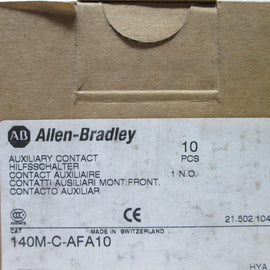 AB Allen-Bradley
10
PCS
AUXILIARY CONTACT
HILFSSCHALTER
CONTACT AUXILIAIRE 1 N.O.
CONTATTI AUSILIARI MONT.FRONT.
CONTACTO AUXILIAR
CCC CE 21.502.104
CAT MADE IN SWITZERLAND
140M-C-AFA10